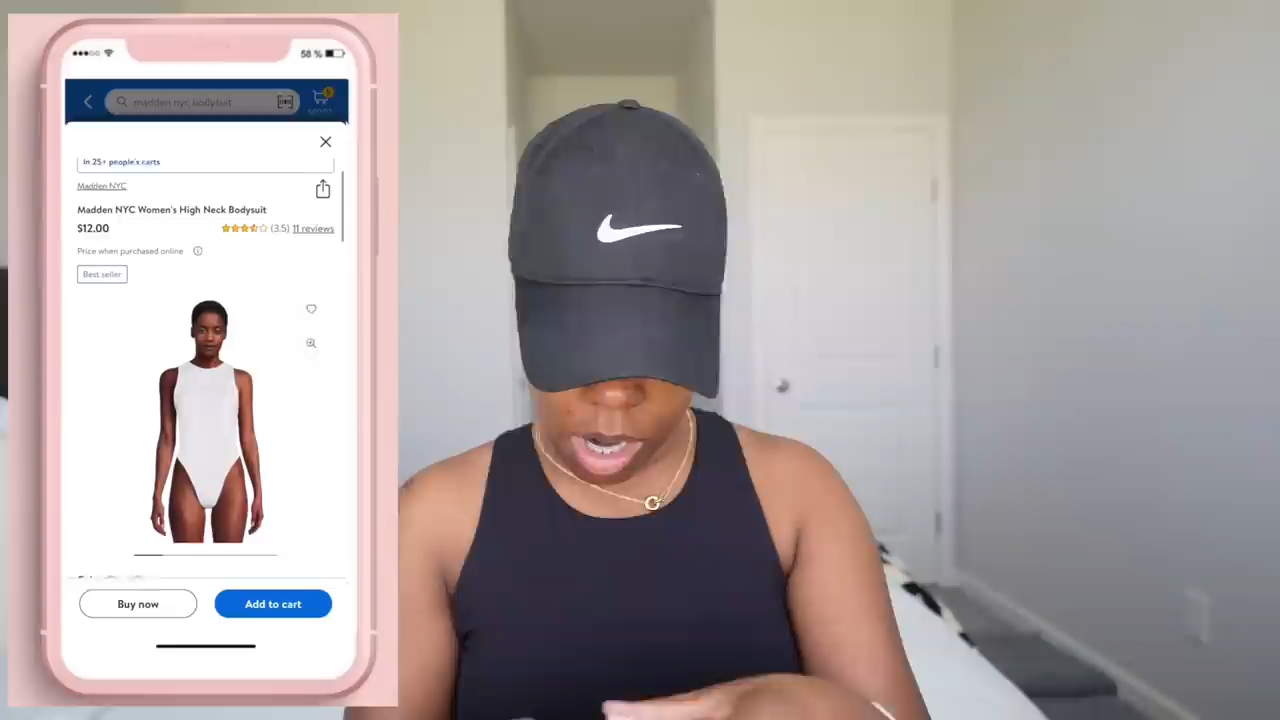 58 %
madden nyc bodysuit
In 25+ people's carts
Madden NYC
Madden NYC Women's High Neck Bodysuit
$12.00
(3.5) 11 reviews
Price when purchased online
Best seller
Buy now
Add to cart